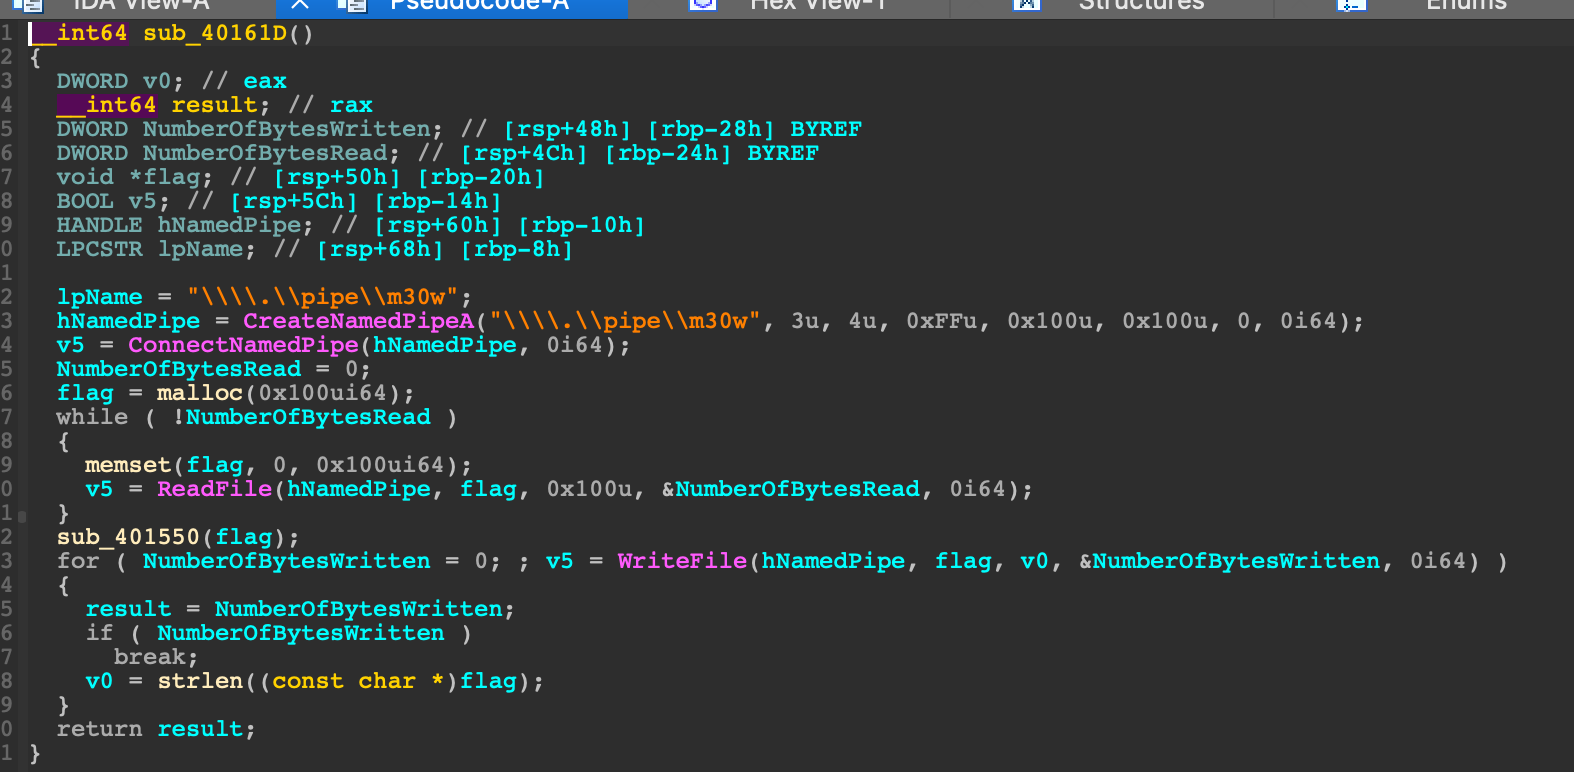 IDA View-A Pseudocode-A Hex View-1 Structures Enums
1 __int64 sub_40161D()
2 {
3 DWORD v0; // eax
4 __int64 result; // rax
5 DWORD NumberOfBytesWritten; // [rsp+48h] [rbp-28h] BYREF
6 DWORD NumberOfBytesRead; // [rsp+4Ch] [rbp-24h] BYREF
7 void *flag; // [rsp+50h] [rbp-20h]
8 BOOL v5; // [rsp+5Ch] [rbp-14h]
9 HANDLE hNamedPipe; // [rsp+60h] [rbp-10h]
0 LPCSTR lpName; // [rsp+68h] [rbp-8h]
1
2 lpName = "\\\\.\\pipe\\m30w";
3 hNamedPipe = CreateNamedPipeA("\\\\.\\pipe\\m30w", 3u, 4u, 0xFFu, 0x100u, 0x100u, 0, 0i64);
4 v5 = ConnectNamedPipe(hNamedPipe, 0i64);
5 NumberOfBytesRead = 0;
6 flag = malloc(0x100ui64);
7 while ( !NumberOfBytesRead )
8 {
9 memset(flag, 0, 0x100ui64);
0 v5 = ReadFile(hNamedPipe, flag, 0x100u, &NumberOfBytesRead, 0i64);
1 }
2 sub_401550(flag);
3 for ( NumberOfBytesWritten = 0; ; v5 = WriteFile(hNamedPipe, flag, v0, &NumberOfBytesWritten, 0i64) )
4 {
5 result = NumberOfBytesWritten;
6 if ( NumberOfBytesWritten )
7 break;
8 v0 = strlen((const char *)flag);
9 }
0 return result;
1 }